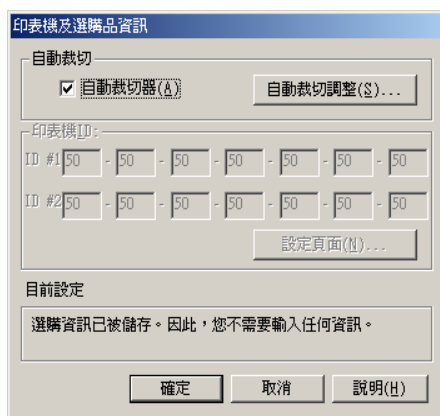 印表機及選購品資訊
自動裁切
自動裁切器(A) 自動裁切調整(S)...
印表機ID:
ID #1 50 - 50 - 50 - 50 - 50 - 50 - 50
ID #2 50 - 50 - 50 - 50 - 50 - 50 - 50
設定頁面(N)...
目前設定
選購資訊已被儲存。因此，您不需要輸入任何資訊。
確定 取消 說明(H)